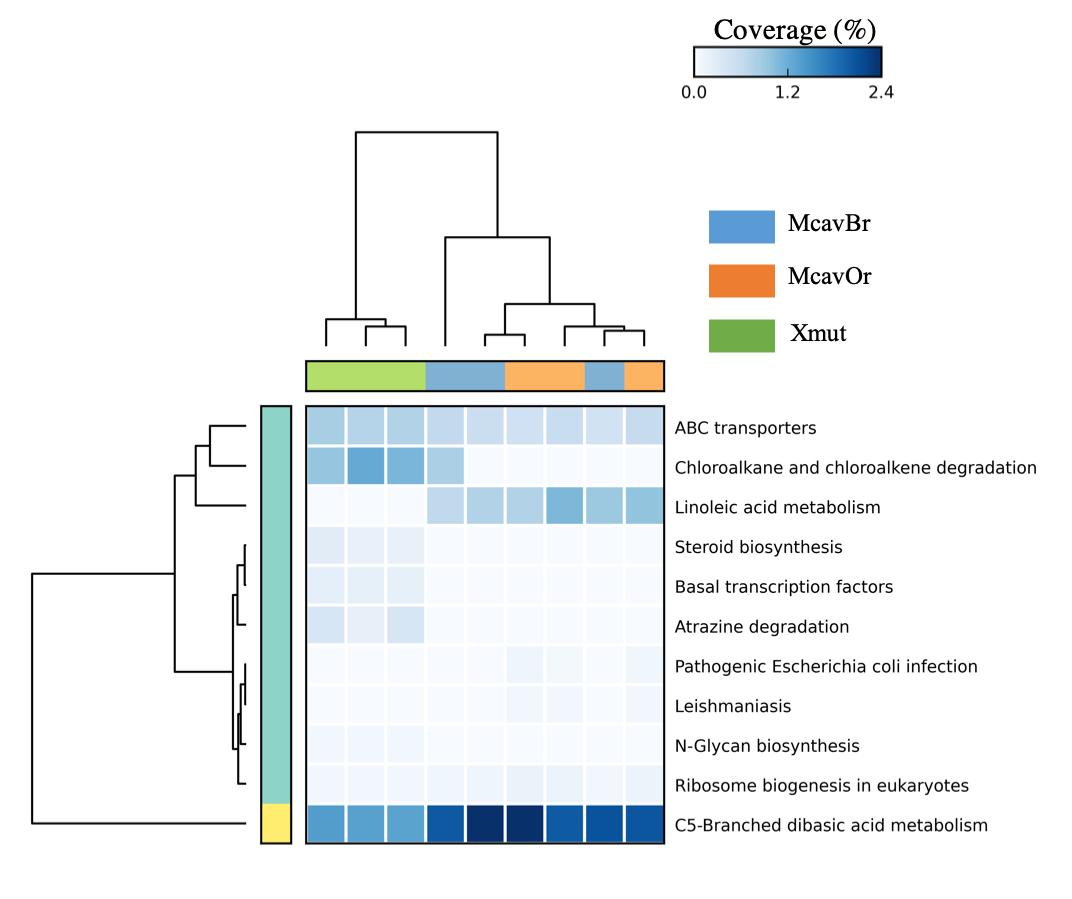 Coverage (%)
0.0 1.2 2.4
McavBr
McavOr
Xmut
ABC transporters
Chloroalkane and chloroalkene degradation
Linoleic acid metabolism
Steroid biosynthesis
Basal transcription factors
Atrazine degradation
Pathogenic Escherichia coli infection
Leishmaniasis
N-Glycan biosynthesis
Ribosome biogenesis in eukaryotes
C5-Branched dibasic acid metabolism